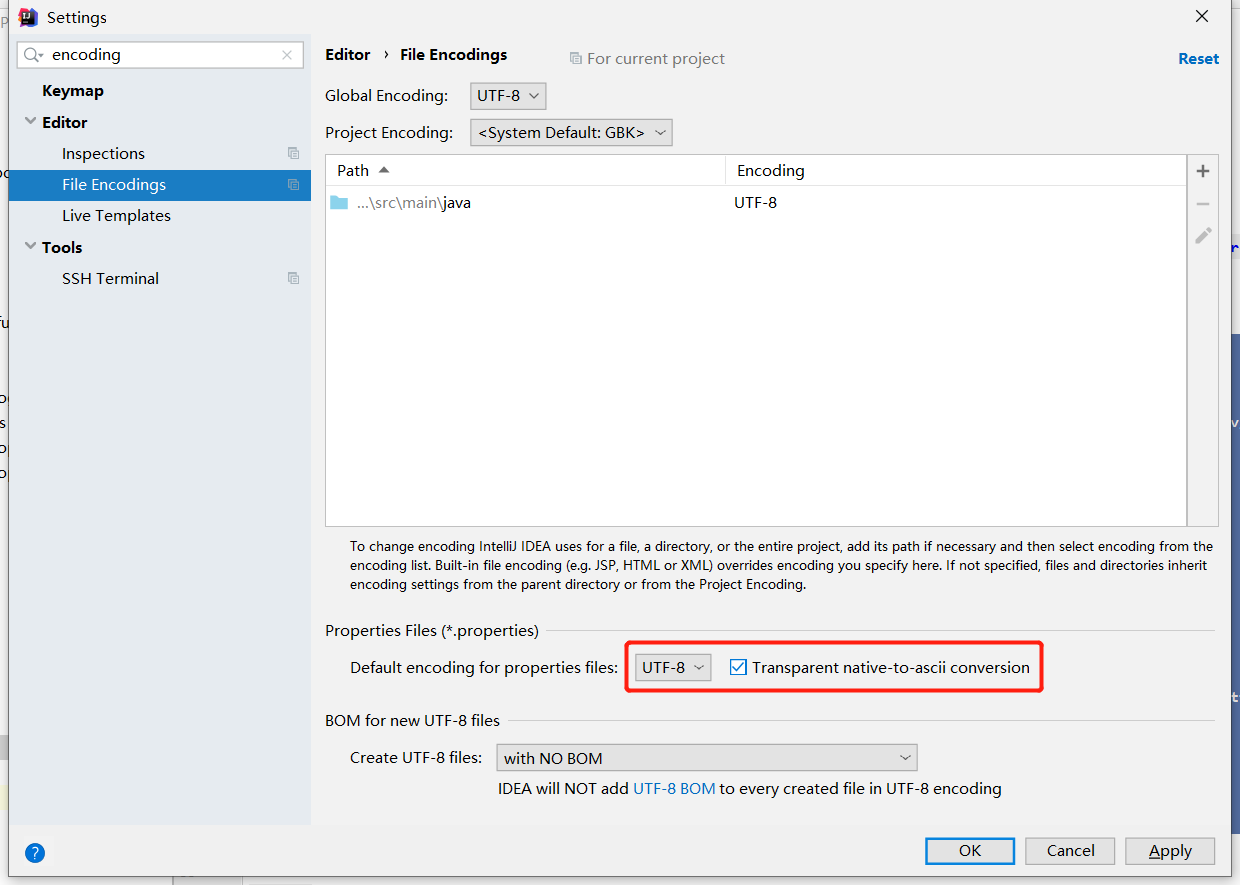 Settings
encoding
Keymap
Editor
Inspections
File Encodings
Live Templates
Tools
SSH Terminal
Editor › File Encodings For current project Reset
Global Encoding: UTF-8
Project Encoding: <System Default: GBK>
Path Encoding
...\src\main\java UTF-8
To change encoding IntelliJ IDEA uses for a file, a directory, or the entire project, add its path if necessary and then select encoding from the
encoding list. Built-in file encoding (e.g. JSP, HTML or XML) overrides encoding you specify here. If not specified, files and directories inherit
encoding settings from the parent directory or from the Project Encoding.
Properties Files (*.properties)
Default encoding for properties files: UTF-8 Transparent native-to-ascii conversion
BOM for new UTF-8 files
Create UTF-8 files: with NO BOM
IDEA will NOT add UTF-8 BOM to every created file in UTF-8 encoding
? OK Cancel Apply